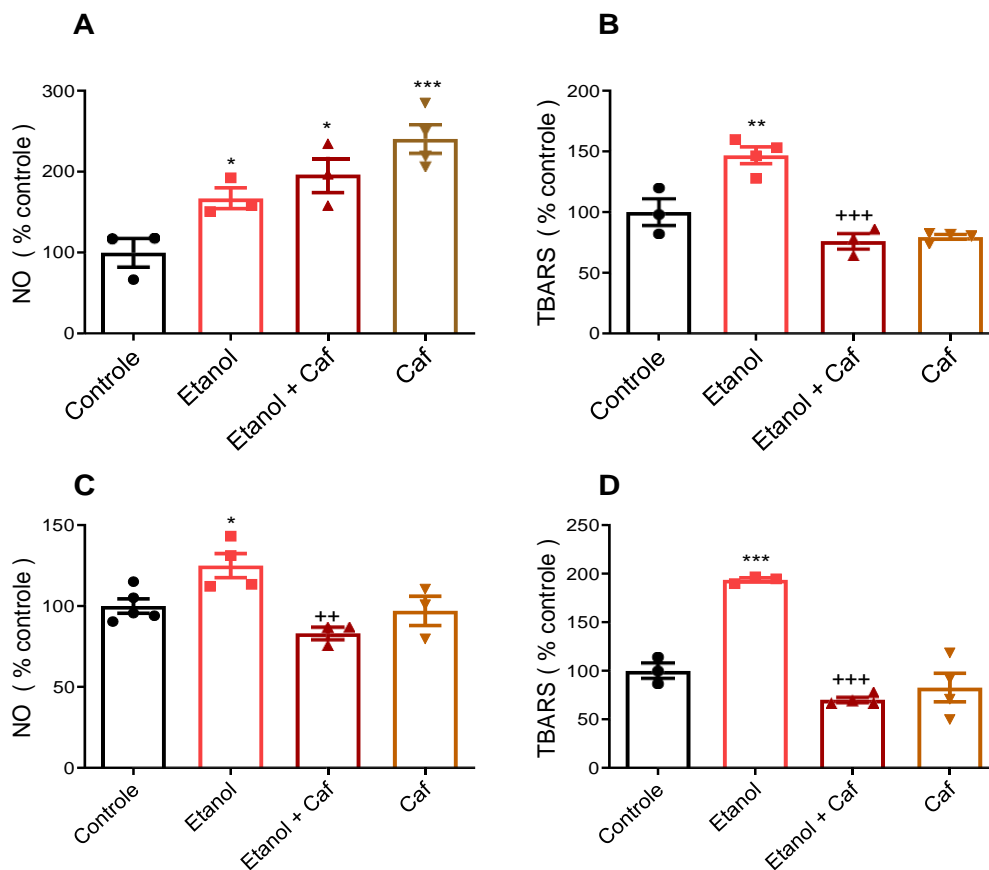 A
NO ( % controle )
300
200
100
0
*
*
***
Controle
Etanol
Etanol + Caf
Caf
B
TBARS ( % controle )
200
150
100
50
0
**
+++
Controle
Etanol
Etanol + Caf
Caf
C
NO ( % controle )
150
100
50
0
*
++
Controle
Etanol
Etanol + Caf
Caf
D
TBARS ( % controle )
250
200
150
100
50
0
***
+++
Controle
Etanol
Etanol + Caf
Caf